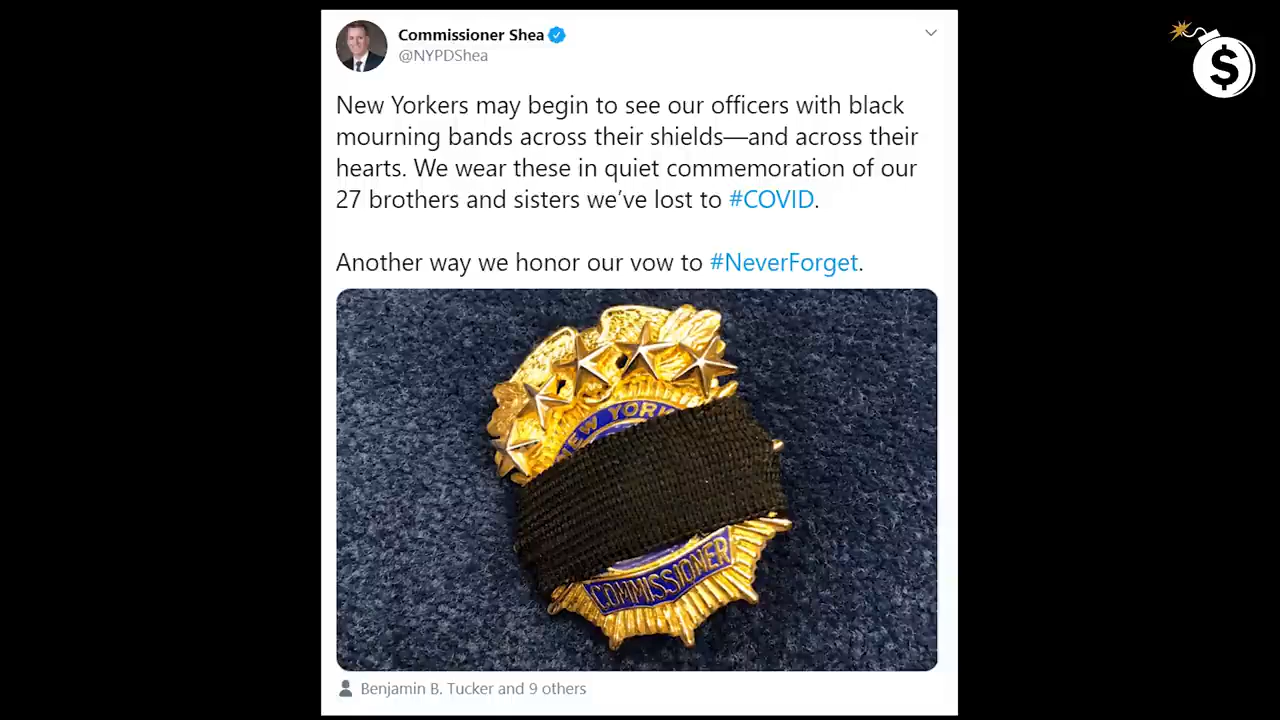 Commissioner Shea
@NYPDShea
$
New Yorkers may begin to see our officers with black
mourning bands across their shields—and across their
hearts. We wear these in quiet commemoration of our
27 brothers and sisters we’ve lost to #COVID.
Another way we honor our vow to #NeverForget.
NEW YORK
COMMISSIONER
Benjamin B. Tucker and 9 others